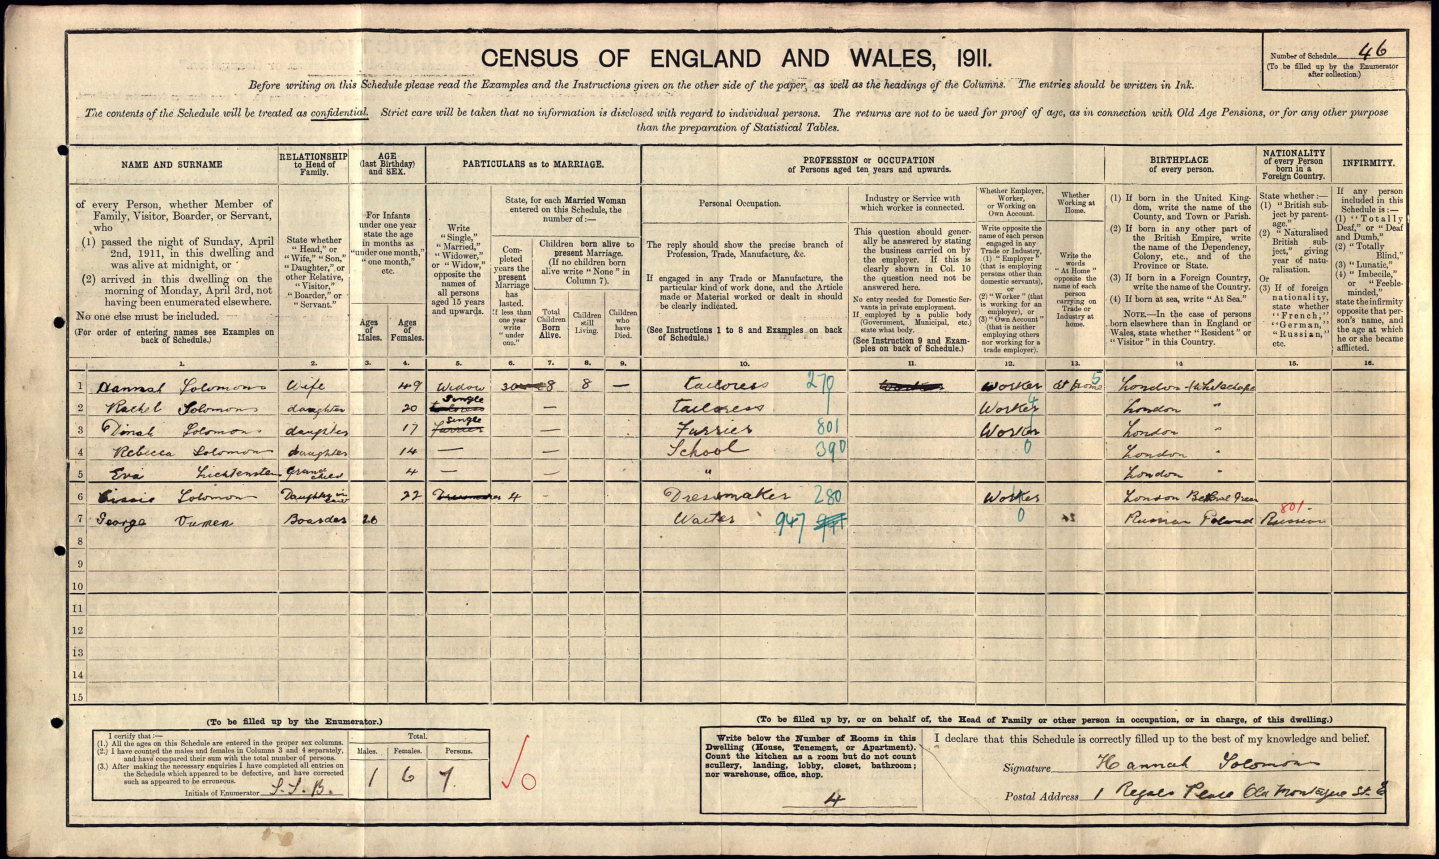 CENSUS OF ENGLAND AND WALES, 1911.
Number of Schedule 46
(To be filled up by the Enumerator after collection.)
Before writing on this Schedule please read the Examples and the Instructions given on the other side of the paper, as well as the headings of the Columns. The entries should be written in Ink.
The contents of the Schedule will be treated as confidential. Strict care will be taken that no information is disclosed with regard to individual persons. The returns are not to be used for proof of age, as in connection with Old Age Pensions, or for any other purpose
than the preparation of Statistical Tables.
NAME AND SURNAME
of every Person, whether Member of Family, Visitor, Boarder, or Servant, who
(1) passed the night of Sunday, April 2nd, 1911, in this dwelling and was alive at midnight, or
(2) arrived in this dwelling on the morning of Monday, April 3rd, not having been enumerated elsewhere.
No one else must be included.
(For order of entering names see Examples on back of Schedule.)
RELATIONSHIP to Head of Family.
State whether "Head," or "Wife," "Son," "Daughter," or other Relative, "Visitor," "Boarder," or "Servant."
AGE (last Birthday) and SEX.
For Infants under one year state the age in months as "under one month," "one month," etc.
Ages of Males.
Ages of Females.
PARTICULARS as to MARRIAGE.
Write "Single," "Married," "Widower," or "Widow," opposite the names of all persons aged 15 years and upwards.
State, for each Married Woman entered on this Schedule, the number of :—
Completed years the present Marriage has lasted. If less than one year write "under one."
Children born alive to present Marriage. (If no children born alive write "None" in Column 7).
Total Children Born Alive.
Children still Living.
Children who have Died.
PROFESSION or OCCUPATION of Persons aged ten years and upwards.
Personal Occupation.
The reply should show the precise branch of Profession, Trade, Manufacture, &c.
If engaged in any Trade or Manufacture, the particular kind of work done, and the Article made or Material worked or dealt in should be clearly indicated.
(See Instructions 1 to 8 and Examples on back of Schedule.)
Industry or Service with which worker is connected.
This question should generally be answered by stating the business carried on by the employer. If this is clearly shown in Col. 10 the question need not be answered here.
No entry needed for Domestic Servants in private employment. If employed by a public body (Government, Municipal, etc.) state what body.
(See Instruction 9 and Examples on back of Schedule.)
Whether Employer, Worker, or Working on Own Account.
Write opposite the name of each person engaged in any Trade or Industry, (1) "Employer" (that is employing persons other than domestic servants), or (2) "Worker" (that is working for an employer), or (3) "Own Account" (that is neither employing others nor working for a trade employer).
Whether Working at Home.
Write the words "At Home" opposite the name of each person carrying on Trade or Industry at home.
BIRTHPLACE of every person.
(1) If born in the United Kingdom, write the name of the County, and Town or Parish.
(2) If born in any other part of the British Empire, write the name of the Dependency, Colony, etc., and of the Province or State.
(3) If born in a Foreign Country, write the name of the Country.
(4) If born at sea, write "At Sea."
NOTE.—In the case of persons born elsewhere than in England or Wales, state whether "Resident" or "Visitor" in this Country.
NATIONALITY of every Person born in a Foreign Country.
State whether :—
(1) "British subject by parentage."
(2) "Naturalised British subject," giving year of naturalisation.
Or
(3) If of foreign nationality, state whether "French," "German," "Russian," etc.
INFIRMITY.
If any person included in this Schedule is :—
(1) "Totally Deaf," or "Deaf and Dumb,"
(2) "Totally Blind,"
(3) "Lunatic,"
(4) "Imbecile," or "Feeble-minded,"
state the infirmity opposite that person's name, and the age at which he or she became afflicted.
1. 2. 3. 4. 5. 6. 7. 8. 9. 10. 11. 12. 13. 14. 15. 16.
1 Hannah Solomons Wife 49 Widow 30 8 8 — tailoress 270 Worker Worker at home 5 London Whitechapel
2 Rachel Solomons daughter 20 Single — tailoress Worker London "
3 Dinah Solomons daughter 17 Single — Furrier 801 Worker London "
4 Rebecca Solomons daughter 14 — — School 390 0 London "
5 Eva Lichtenstein Grand child 4 — — " London "
6 Cissie Solomons Daughter in law 22 Dressmaker 4 Dressmaker 280 Worker London Bethnal Green
7 George 26 Boarder Waiter 947 0 Russian Poland 801 Russian
8
9
10
11
12
13
14
15
(To be filled up by the Enumerator.)
I certify that :—
(1.) All the ages on this Schedule are entered in the proper sex columns.
(2.) I have counted the males and females in Columns 3 and 4 separately, and have compared their sum with the total number of persons.
(3.) After making the necessary enquiries I have completed all entries on the Schedule which appeared to be defective, and have corrected such as appeared to be erroneous.
Initials of Enumerator S.S.B.
Total.
Males. Females. Persons.
1 6 7.
(To be filled up by, or on behalf of, the Head of Family or other person in occupation, or in charge, of this dwelling.)
Write below the Number of Rooms in this Dwelling (House, Tenement, or Apartment). Count the kitchen as a room but do not count scullery, landing, lobby, closet, bathroom; nor warehouse, office, shop.
4
I declare that this Schedule is correctly filled up to the best of my knowledge and belief.
Signature Hannah Solomons
Postal Address 1 Regals Place Old Montague St. E